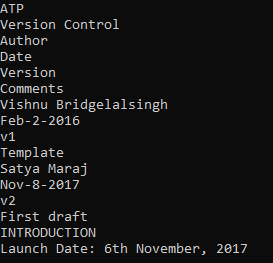 ATP
Version Control
Author
Date
Version
Comments
Vishnu Bridgelalsingh
Feb-2-2016
v1
Template
Satya Maraj
Nov-8-2017
v2
First draft
INTRODUCTION
Launch Date: 6th November, 2017